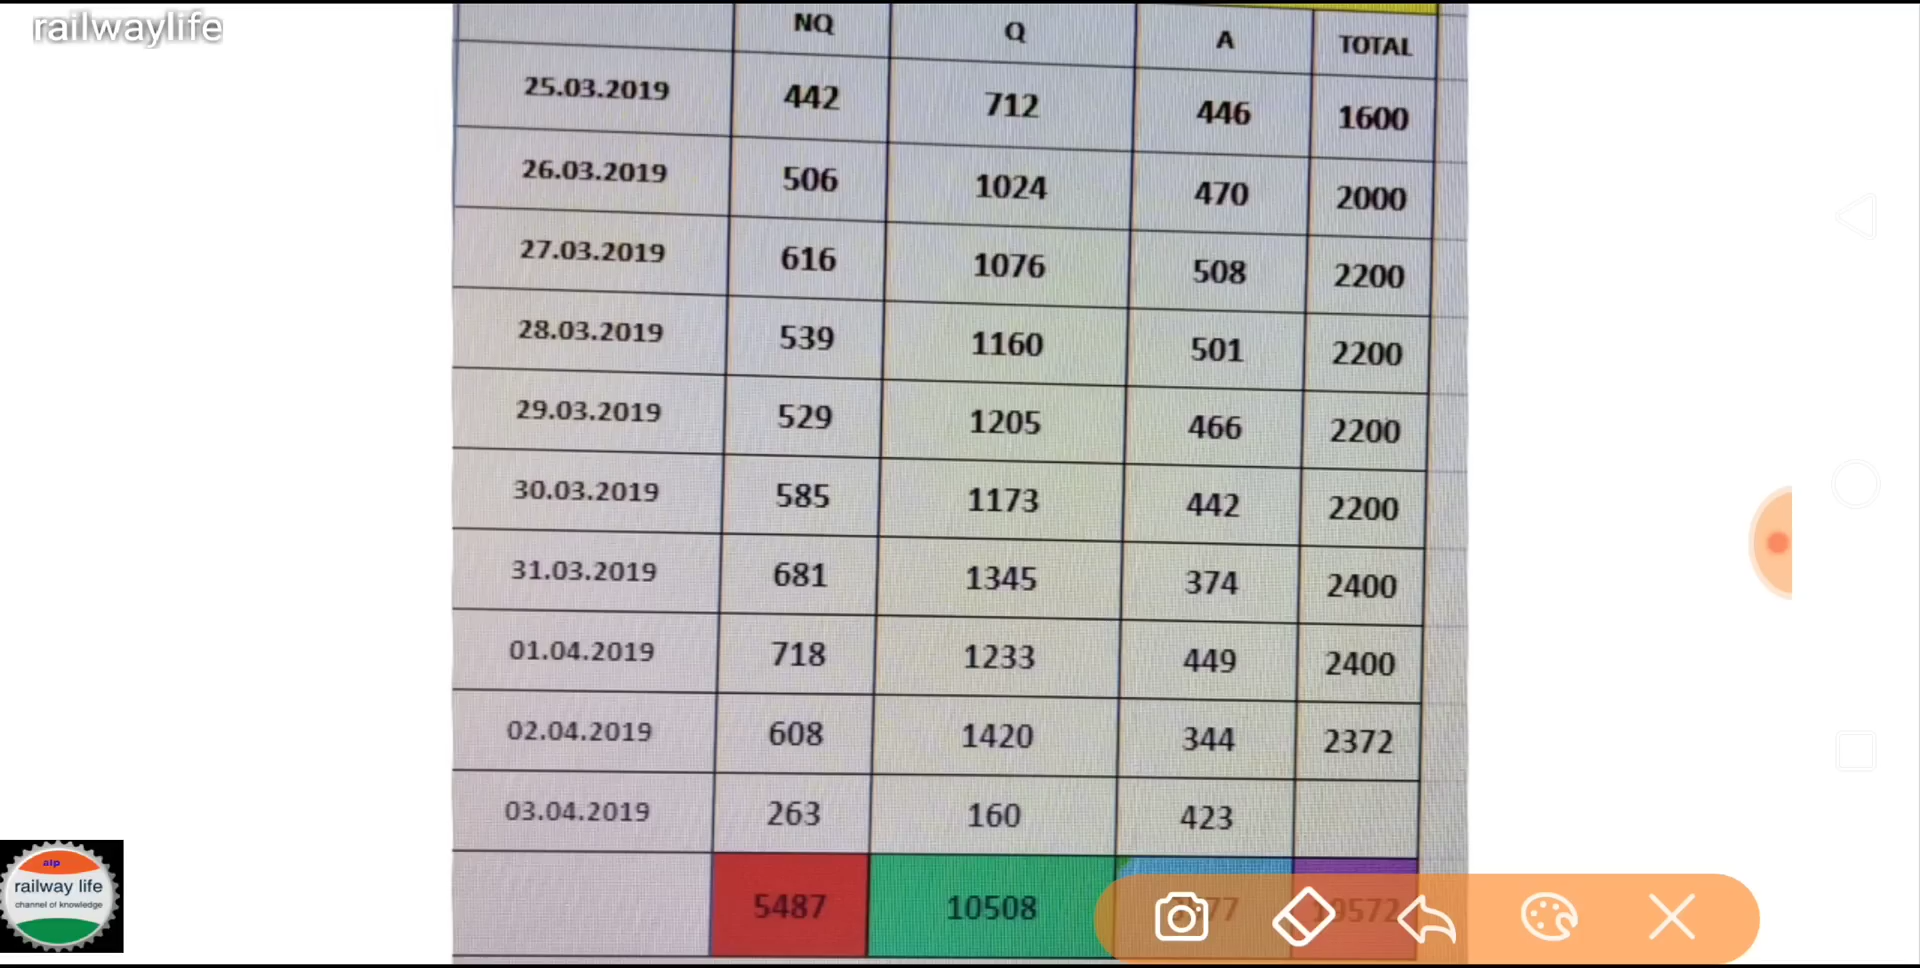 railwaylife
NQ Q A TOTAL
25.03.2019 442 712 446 1600
26.03.2019 506 1024 470 2000
27.03.2019 616 1076 508 2200
28.03.2019 539 1160 501 2200
29.03.2019 529 1205 466 2200
30.03.2019 585 1173 442 2200
31.03.2019 681 1345 374 2400
01.04.2019 718 1233 449 2400
02.04.2019 608 1420 344 2372
03.04.2019 263 160 423
5487 10508
alp
railway life
channel of knowledge